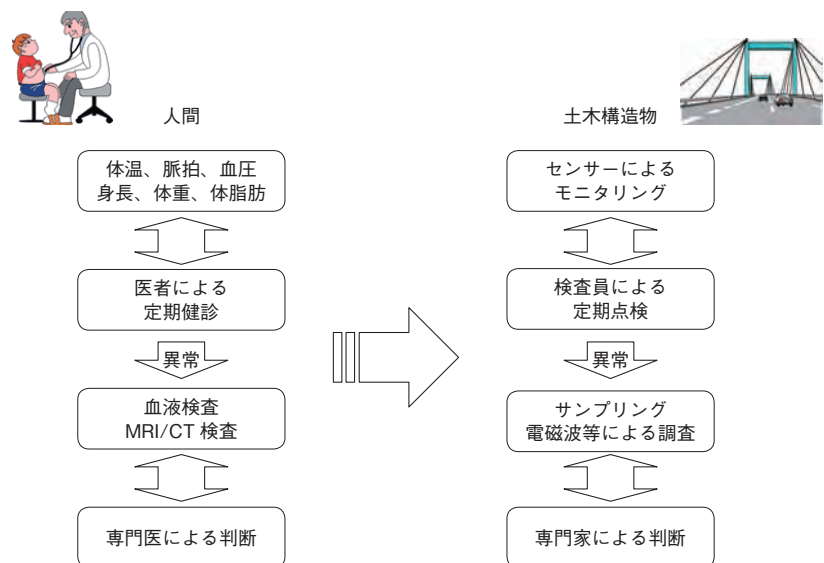 人間
体温、脈拍、血圧
身長、体重、体脂肪
医者による
定期健診
異常
血液検査
MRI/CT 検査
専門医による判断
土木構造物
センサーによる
モニタリング
検査員による
定期点検
異常
サンプリング
電磁波等による調査
専門家による判断